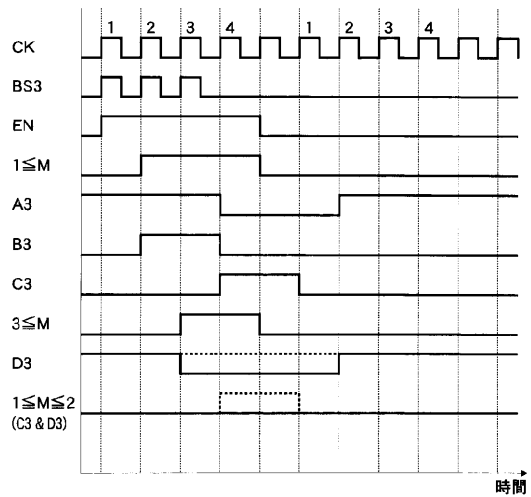 1 2 3 4 1 2 3 4
CK
BS3
EN
1≦M
A3
B3
C3
3≦M
D3
1≦M≦2
(C3 & D3)
時間